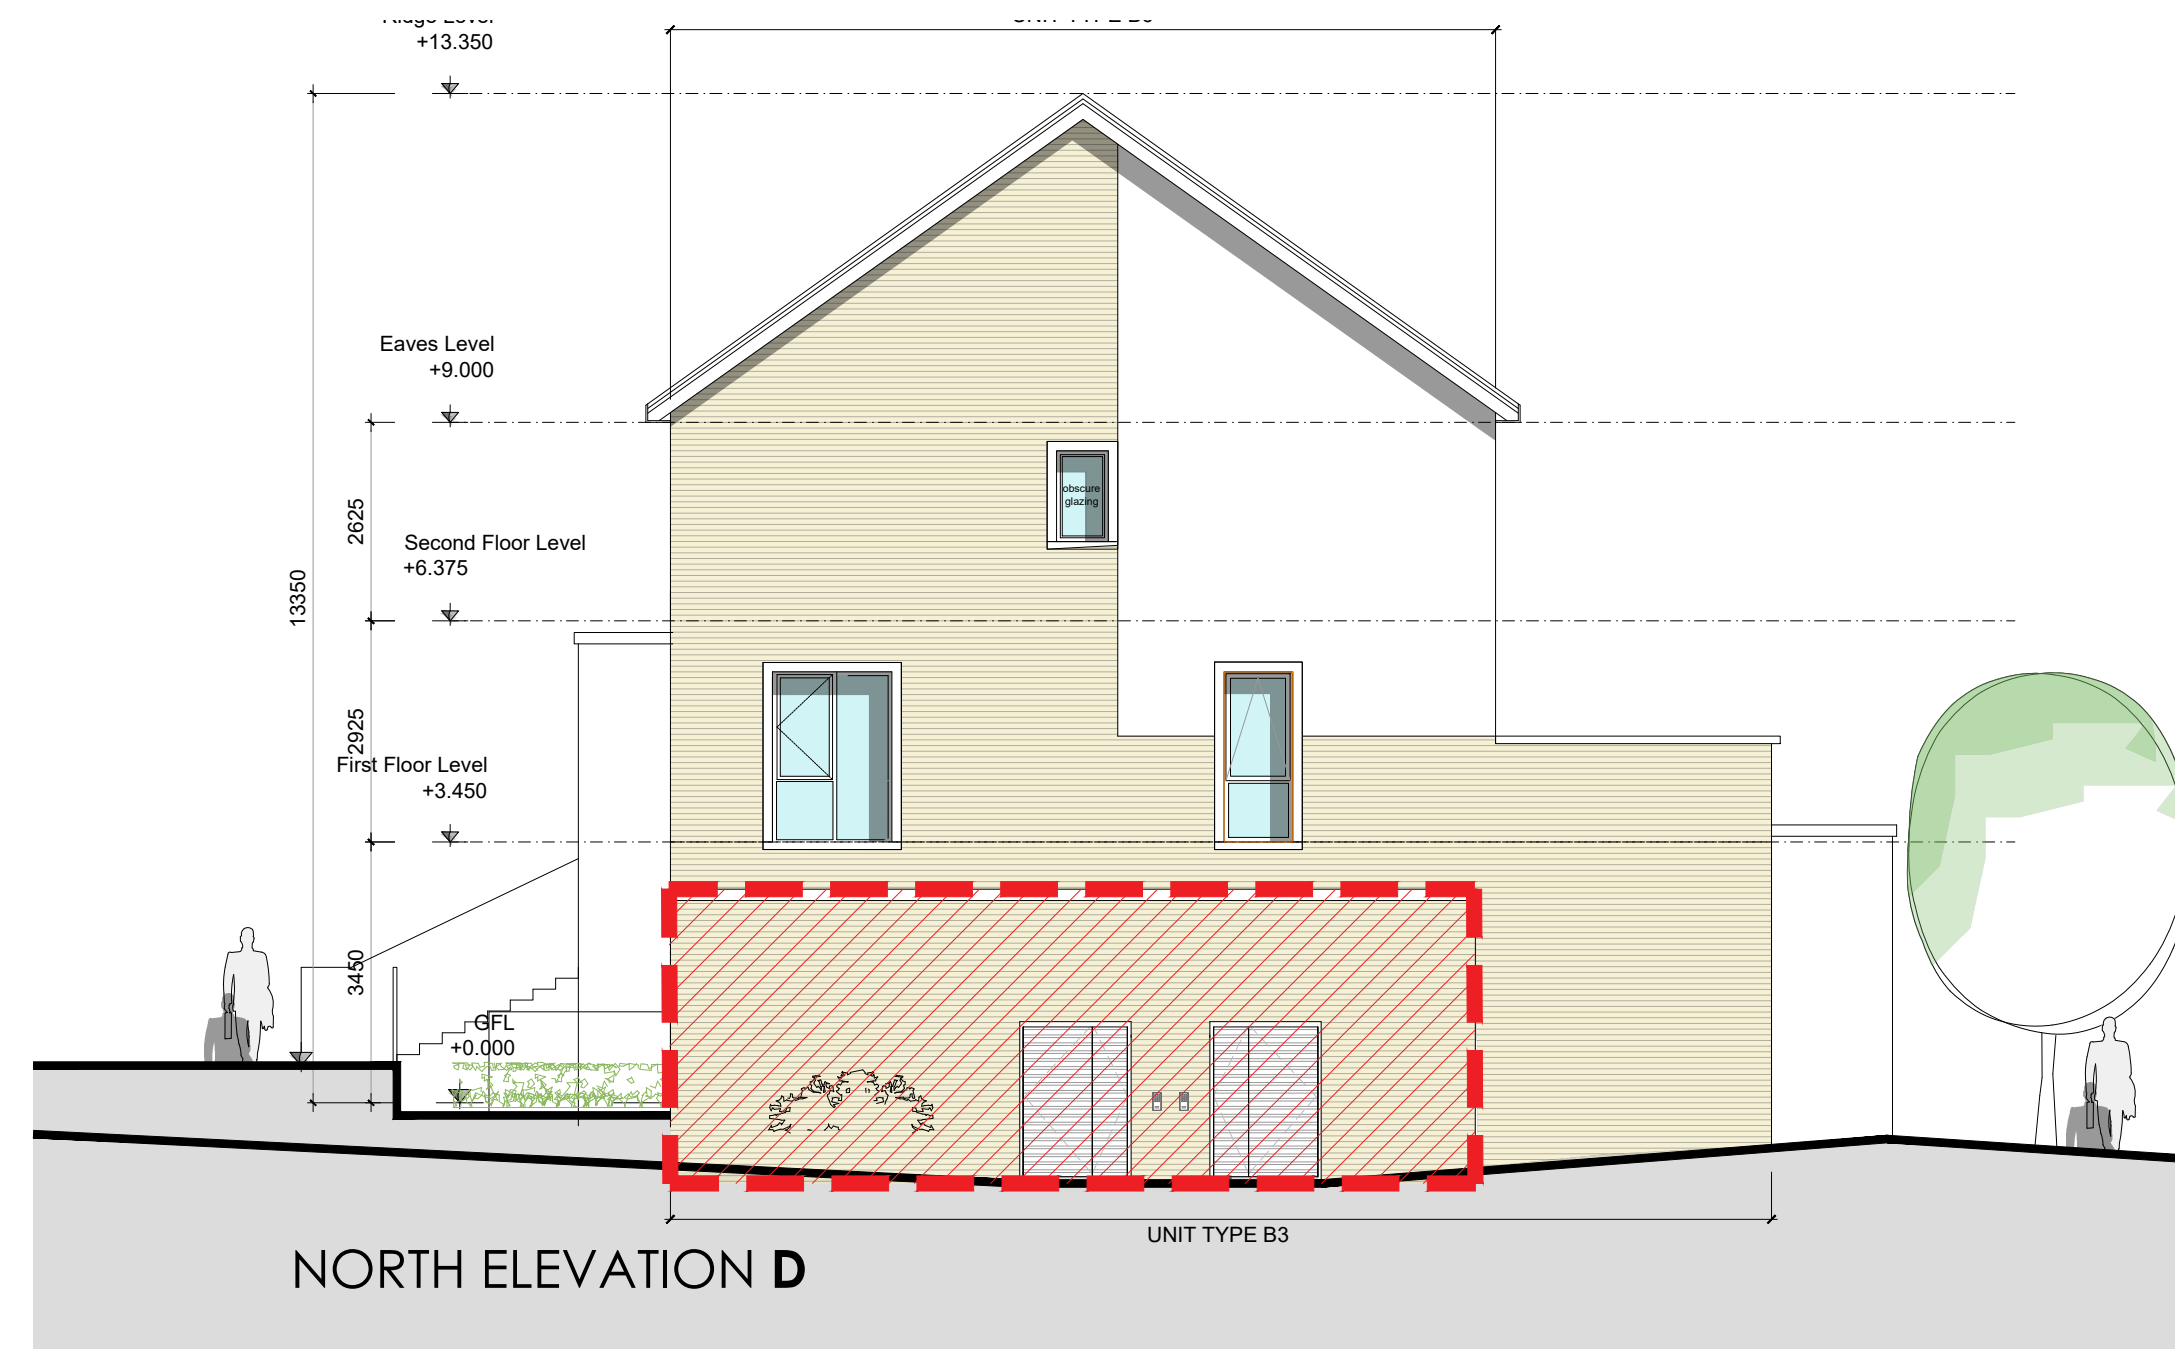 +13.350
Eaves Level
+9.000
obscure
glazing
2625
Second Floor Level
+6.375
13350
2925
First Floor Level
+3.450
3450
GFL
+0.000
UNIT TYPE B3
NORTH ELEVATION D